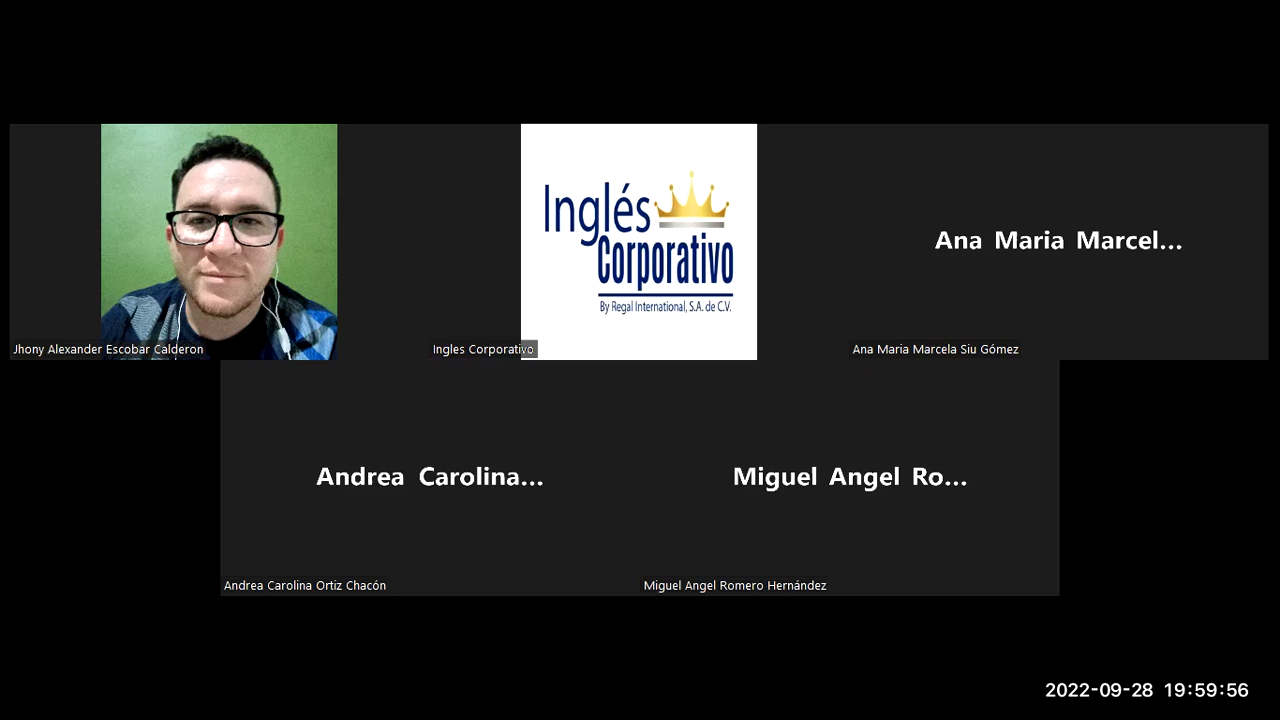 Inglés
Corporativo
By Regal International, S.A. de C.V.
Ana Maria Marcel...
Jhony Alexander Escobar Calderon
Ingles Corporativo
Ana Maria Marcela Siu Gómez
Andrea Carolina...
Miguel Angel Ro...
Andrea Carolina Ortiz Chacón
Miguel Angel Romero Hernández
2022-09-28 19:59:56